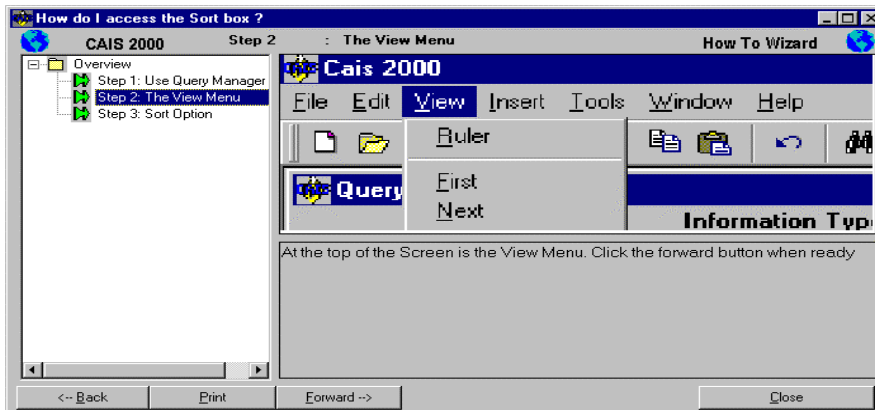 How do I access the Sort box ?
CAIS 2000 Step 2 : The View Menu How To Wizard
Overview
Step 1: Use Query Manager
Step 2: The View Menu
Step 3: Sort Option
Cais 2000
File Edit View Insert Tools Window Help
Ruler
First
Next
Query
Information Typ
At the top of the Screen is the View Menu. Click the forward button when ready
<-- Back Print Forward --> Close